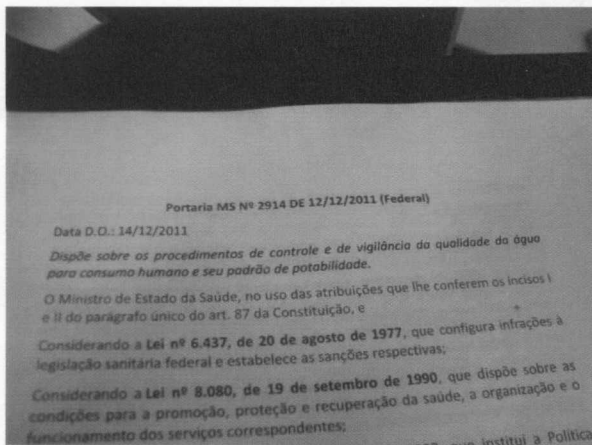 Portaria MS Nº 2914 DE 12/12/2011 (Federal)
Data D.O.: 14/12/2011
Dispõe sobre os procedimentos de controle e de vigilância da qualidade da água
para consumo humano e seu padrão de potabilidade.
O Ministro de Estado da Saúde, no uso das atribuições que lhe conferem os incisos I
e II do parágrafo único do art. 87 da Constituição, e
Considerando a Lei nº 6.437, de 20 de agosto de 1977, que configura infrações à
legislação sanitária federal e estabelece as sanções respectivas;
Considerando a Lei nº 8.080, de 19 de setembro de 1990, que dispõe sobre as
condições para a promoção, proteção e recuperação da saúde, a organização e o
funcionamento dos serviços correspondentes;
que institui a Política